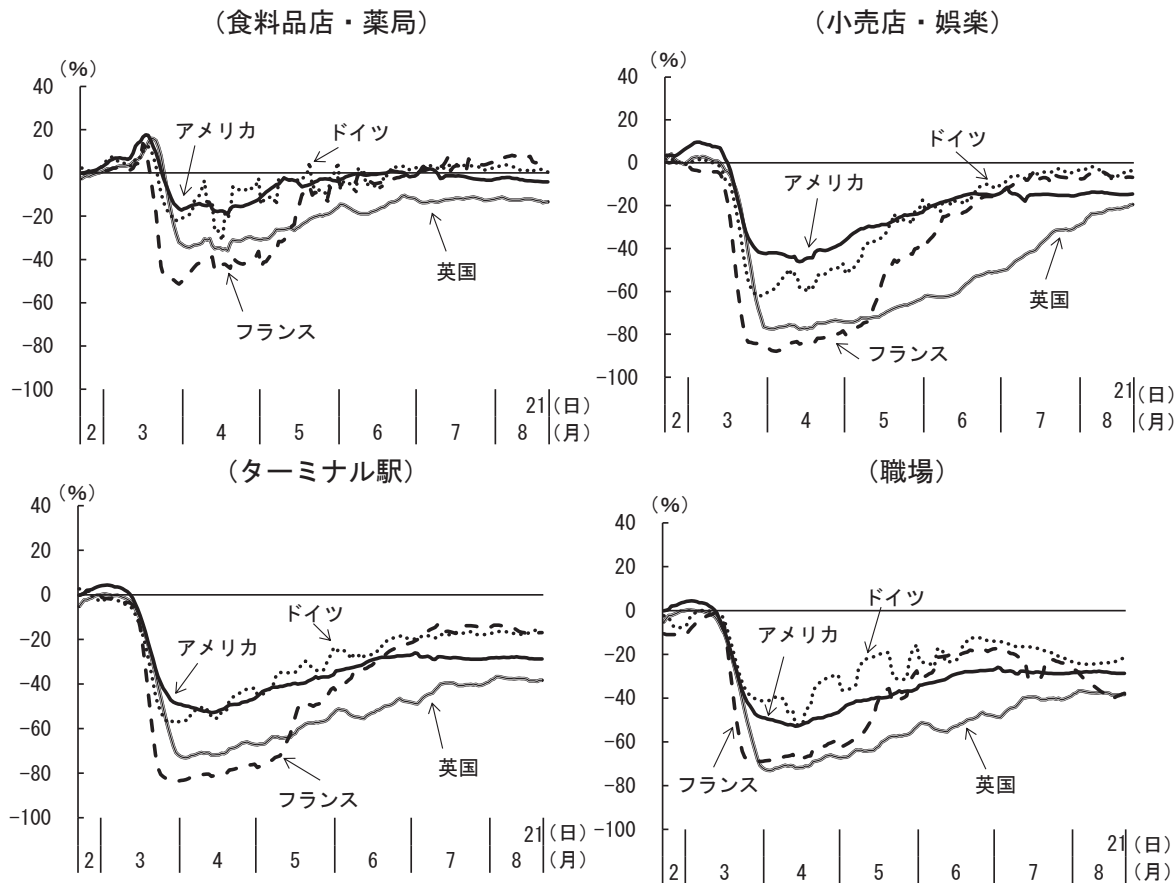 （食料品店・薬局）
(%)
40
20
0
-20
-40
-60
-80
-100
アメリカ
ドイツ
英国
フランス
21 (日)
2 3 4 5 6 7 8 (月)
（小売店・娯楽）
(%)
40
20
0
-20
-40
-60
-80
-100
ドイツ
アメリカ
英国
フランス
21 (日)
2 3 4 5 6 7 8 (月)
（ターミナル駅）
(%)
40
20
0
-20
-40
-60
-80
-100
ドイツ
アメリカ
英国
フランス
21 (日)
2 3 4 5 6 7 8 (月)
（職場）
(%)
40
20
0
-20
-40
-60
-80
-100
ドイツ
アメリカ
フランス
英国
21 (日)
2 3 4 5 6 7 8 (月)